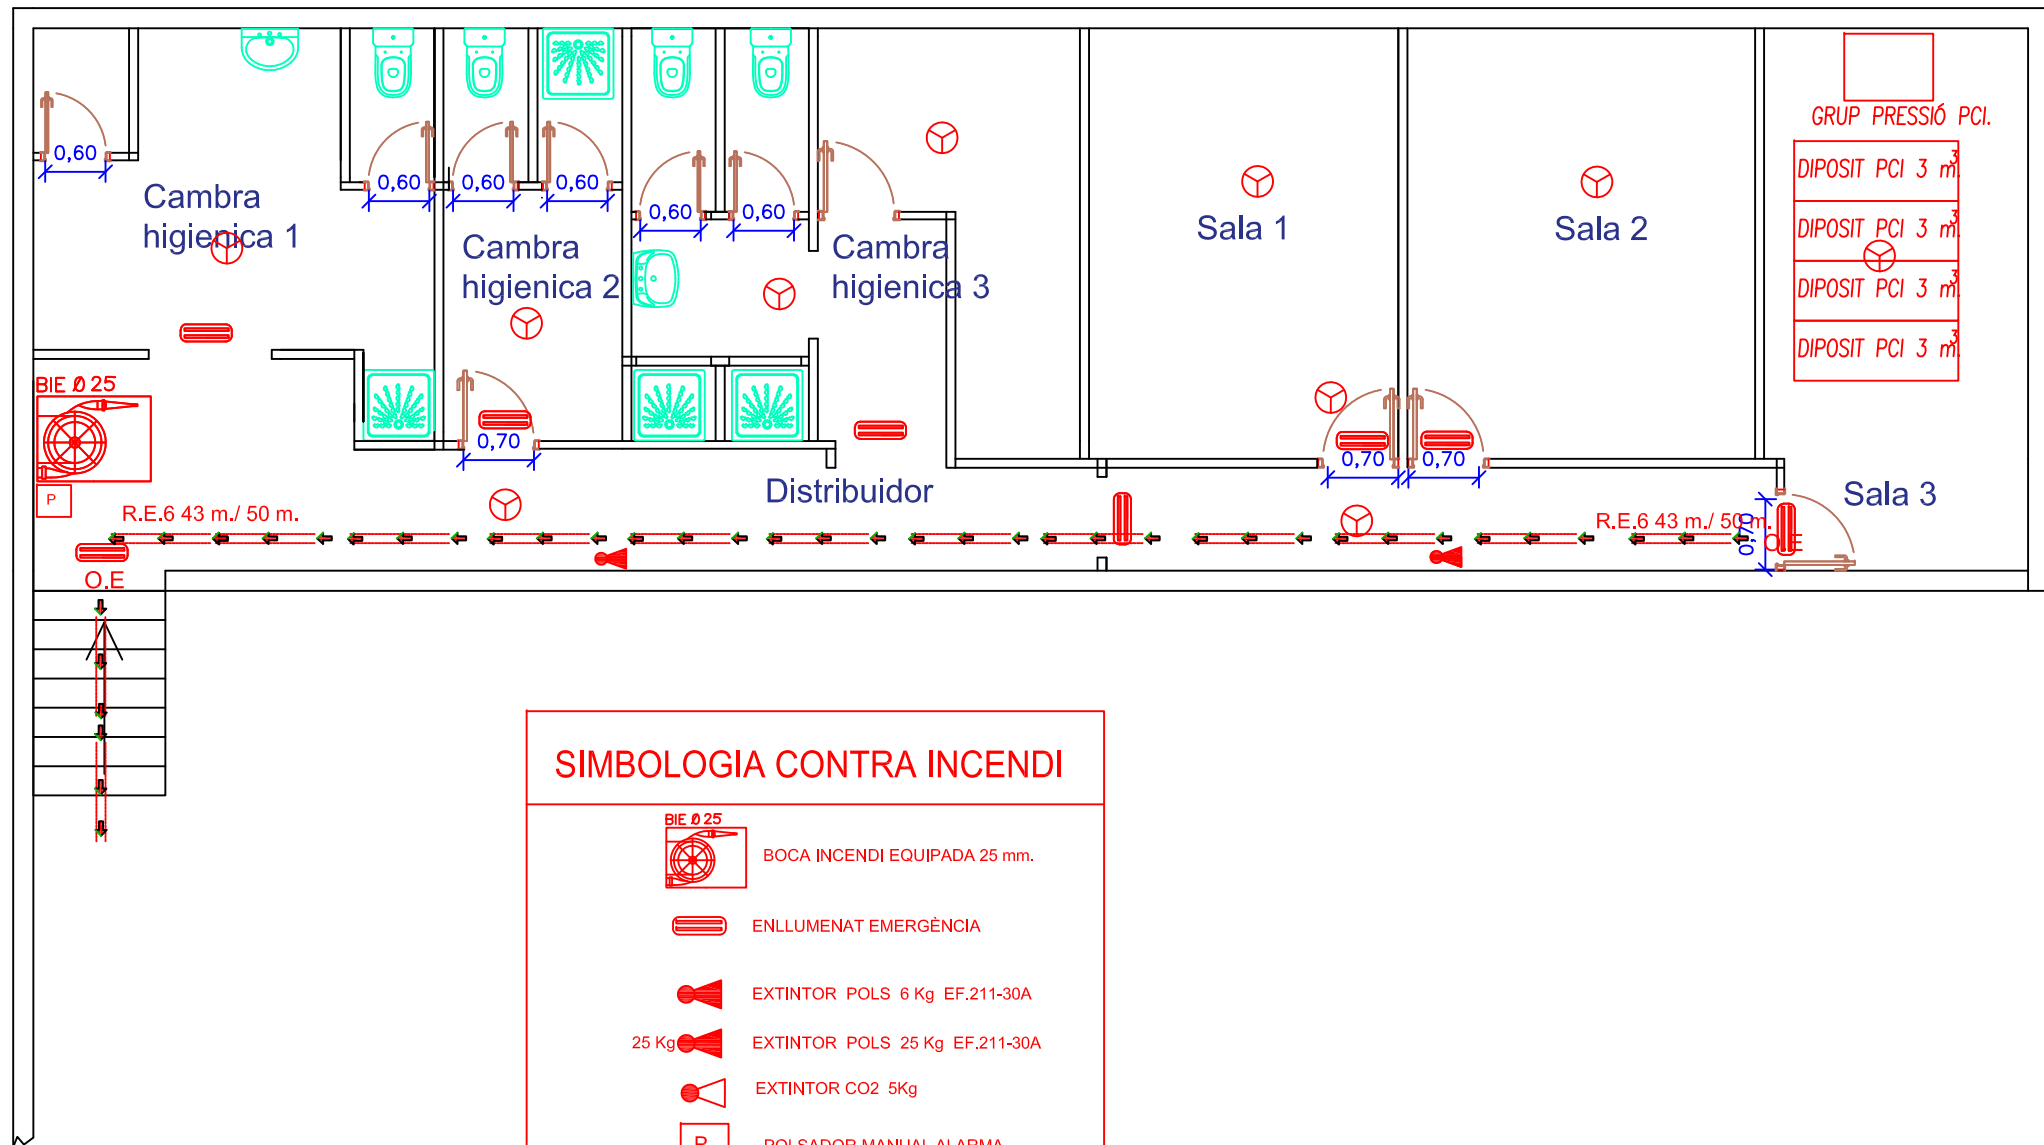 GRUP PRESSIÓ PCI.
0,60
DIPOSIT PCI 3 m³.
0,60
0,60
0,60
Cambra
higienica 1
0,60
0,60
DIPOSIT PCI 3 m³.
Sala 1
Sala 2
Cambra
higienica 2
Cambra
higienica 3
DIPOSIT PCI 3 m³.
DIPOSIT PCI 3 m³.
BIE Ø 25
0,70
0,70
0,70
P
Distribuidor
Sala 3
R.E.6 43 m./ 50 m.
R.E.6 43 m./ 50 m.
0,70
O.E
O.E
SIMBOLOGIA CONTRA INCENDI
BIE Ø 25
BOCA INCENDI EQUIPADA 25 mm.
ENLLUMENAT EMERGÈNCIA
EXTINTOR POLS 6 Kg EF.211-30A
25 Kg EXTINTOR POLS 25 Kg EF.211-30A
EXTINTOR CO2 5Kg
P POLSADOR MANUAL ALARMA